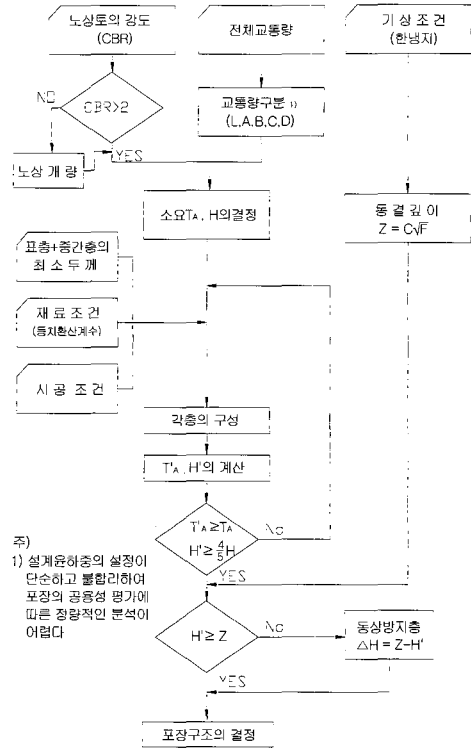 노상토의 강도
(CBR)
전체교통량
기 상 조 건
(한냉지)
NO
CBR>2
YES
교통량구분 1)
(L,A,B,C,D)
노상 개 량
소요TA, H의결정
동 결 깊 이
Z = C√F
표층+중간층의
최 소 두 께
재 료 조 건
(등치환산계수)
시 공 조 건
각층의 구성
T'A, H'의 계산
T'A ≥TA
H'≥ 4/5 H
No
YES
주)
1) 설계윤하중의 설정이
단순하고 불합리하여
포장의 공용성 평가에
따른 정량적인 분석이
어렵다
H'≥ Z
No
동상방지층
△H = Z-H'
YES
포장구조의 결정